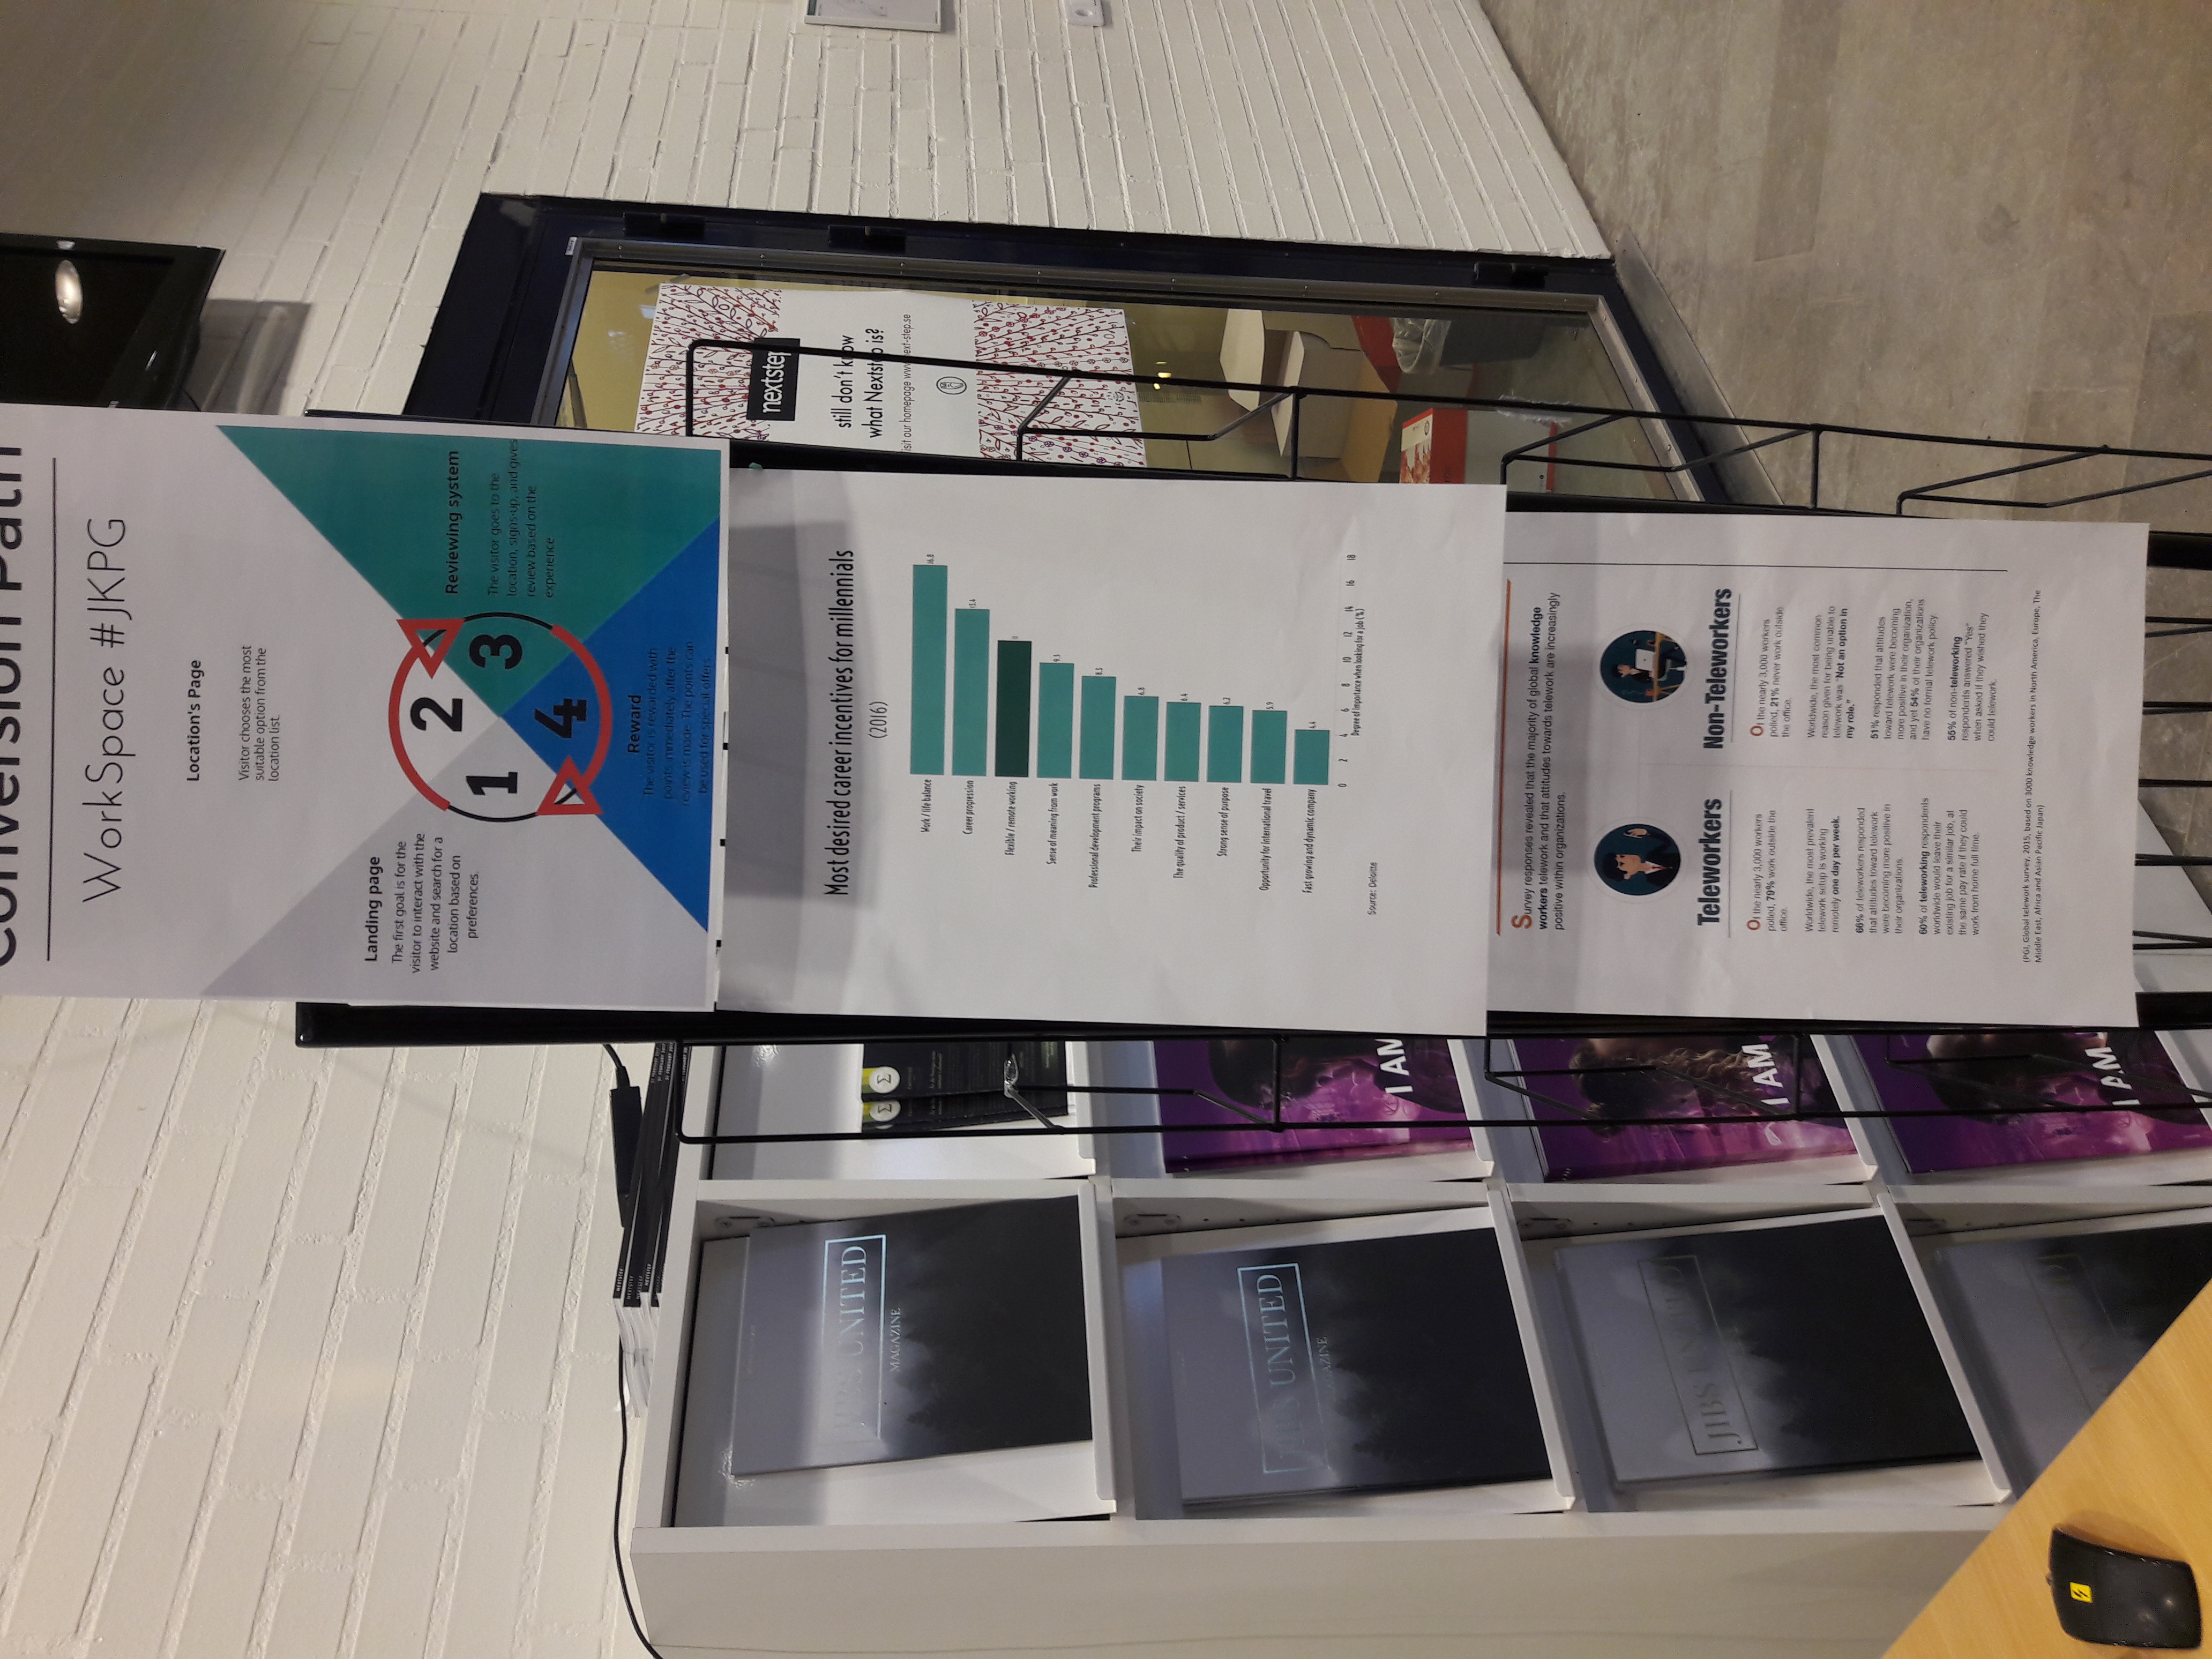 Conversion Path
WorkSpace #JKPG
Location's Page
Visitor chooses the most
suitable option from the
location list.
Landing page
The first goal is for the
visitor to interact with the
website and search for a
location based on
preferences.
2
1
3
4
Reviewing system
The visitor goes to the
location, signs-up, and gives
review based on the
experience
Reward
The visitor is rewarded with
points immediately after the
review is made. The points can
be used for special offers.
Most desired career incentives for millennials
(2016)
Work / life balance 16.8
Career progression 13.4
Flexible / remote working 11
Sense of meaning from work 9.3
Professional development programs 8.3
Their impact on society 6.8
The quality of product / services 6.4
Strong sense of purpose 6.2
Opportunity for international travel 5.9
Fast growing and dynamic company 4.4
0 2 4 6 8 10 12 14 16 18
Degree of importance when looking for a job (%)
Source: Deloitte
Survey responses revealed that the majority of global knowledge
workers telework and that attitudes towards telework are increasingly
positive within organizations.
Teleworkers
Of the nearly 3,000 workers
polled, 79% work outside the
office.
Worldwide, the most prevalent
telework setup is working
remotely one day per week.
66% of teleworkers responded
that attitudes toward telework
were becoming more positive in
their organizations.
60% of teleworking respondents
worldwide would leave their
existing job for a similar job, at
the same pay rate if they could
work from home full time.
Non-Teleworkers
Of the nearly 3,000 workers
polled, 21% never work outside
the office.
Worldwide, the most common
reason given for being unable to
telework was "Not an option in
my role."
51% responded that attitudes
toward telework were becoming
more positive in their organization,
and yet 54% of their organizations
have no formal telework policy.
55% of non-teleworking
respondents answered "Yes"
when asked if they wished they
could telework.
(PGI, Global telework survey, 2015, based on 3000 knowledge workers in North America, Europe, The
Middle East, Africa and Asian Pacific Japan)
NEXTSTEP
NEXTSTEP
NEXTSTEP
JIBS UNITED
MAGAZINE
Σ
Σ
UNITED
AZINE
I AM
JIBS UNITED
I AM
I AM
nextstep
still don't know
what Nextstep is?
isit our homepage www.next-step.se